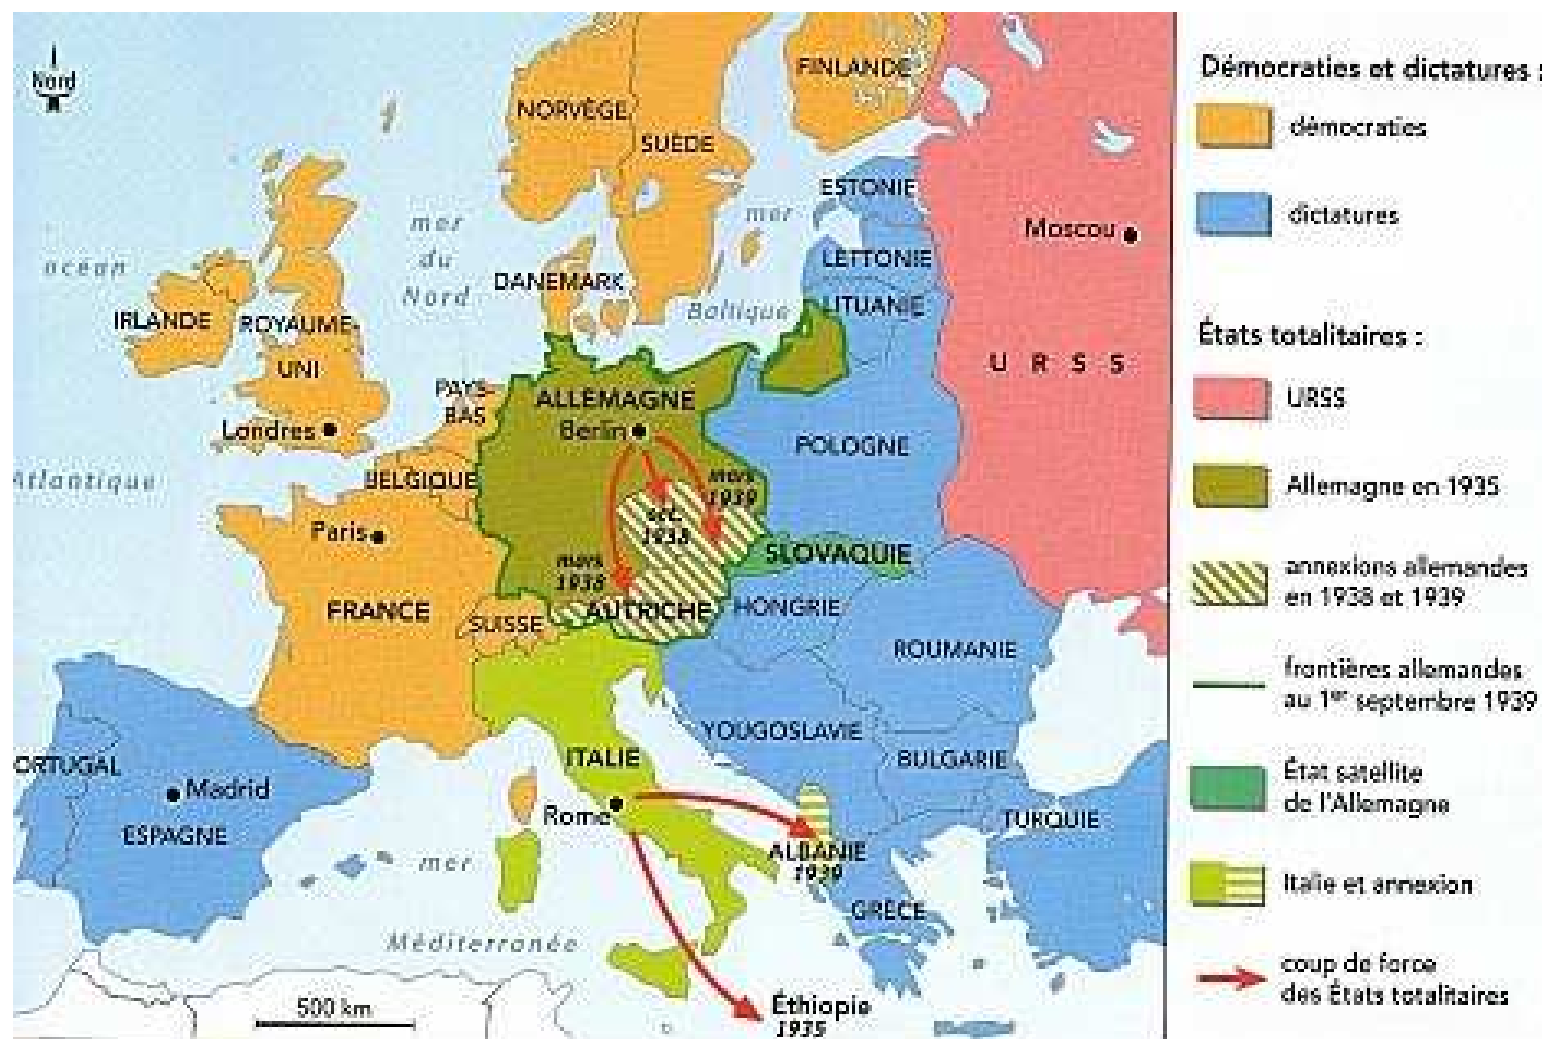 Nord
FINLANDE
NORVÈGE
SUÈDE
ESTONIE
mer
Moscou
mer
du
Nord
océan
LETTONIE
DANEMARK
LITUANIE
Baltique
IRLANDE
ROYAUME-
UNI
URSS
PAYS-
BAS
ALLEMAGNE
Berlin
Londres
POLOGNE
Atlantique
BELGIQUE
mars
1939
oct.
1938
Paris
SLOVAQUIE
mars
1938
FRANCE
SUISSE
AUTRICHE
HONGRIE
ROUMANIE
YOUGOSLAVIE
ITALIE
BULGARIE
ORTUGAL
Madrid
Rome
TURQUIE
ESPAGNE
ALBANIE
1939
mer
GRÈCE
Méditerranée
500 km
Éthiopie
1935
Démocraties et dictatures :
démocraties
dictatures
États totalitaires :
URSS
Allemagne en 1935
annexions allemandes
en 1938 et 1939
frontières allemandes
au 1er septembre 1939
État satellite
de l'Allemagne
Italie et annexion
coup de force
des États totalitaires